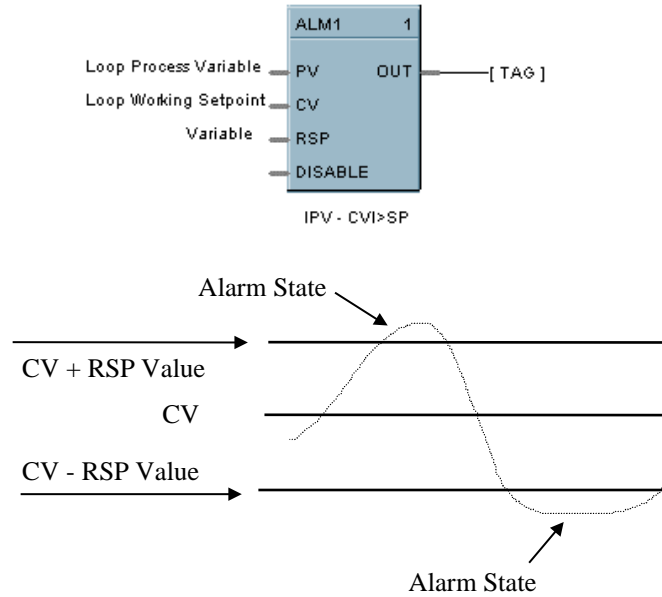 ALM1 1
Loop Process Variable PV OUT [ TAG ]
Loop Working Setpoint CV
Variable RSP
DISABLE
IPV - CVI>SP
Alarm State
CV + RSP Value
CV
CV - RSP Value
Alarm State